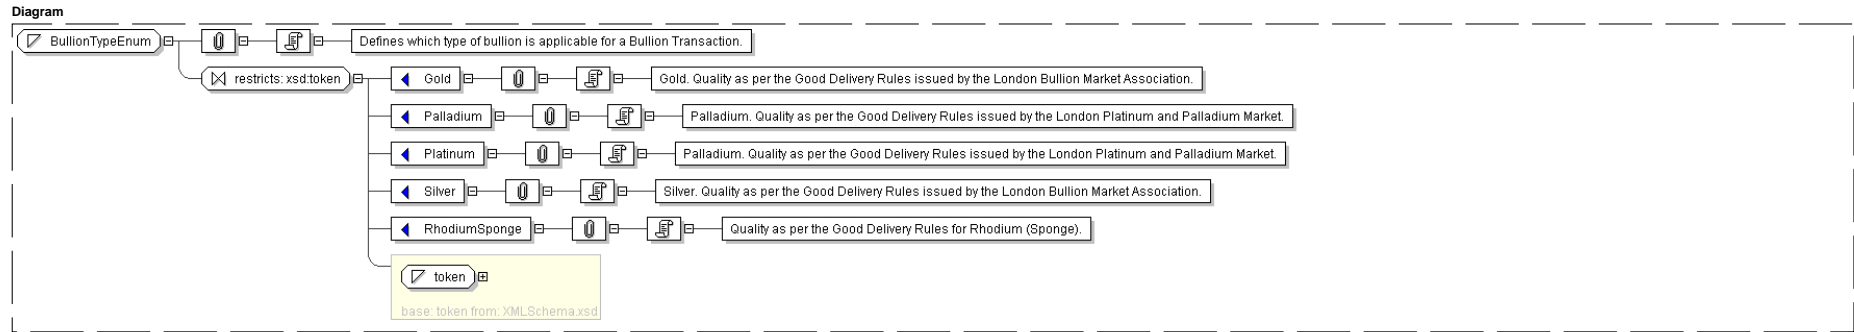 Diagram
BullionTypeEnum Defines which type of bullion is applicable for a Bullion Transaction.
restricts: xsd:token Gold Gold. Quality as per the Good Delivery Rules issued by the London Bullion Market Association.
Palladium Palladium. Quality as per the Good Delivery Rules issued by the London Platinum and Palladium Market.
Platinum Palladium. Quality as per the Good Delivery Rules issued by the London Platinum and Palladium Market.
Silver Silver. Quality as per the Good Delivery Rules issued by the London Bullion Market Association.
RhodiumSponge Quality as per the Good Delivery Rules for Rhodium (Sponge).
token
base: token from: XMLSchema.xsd